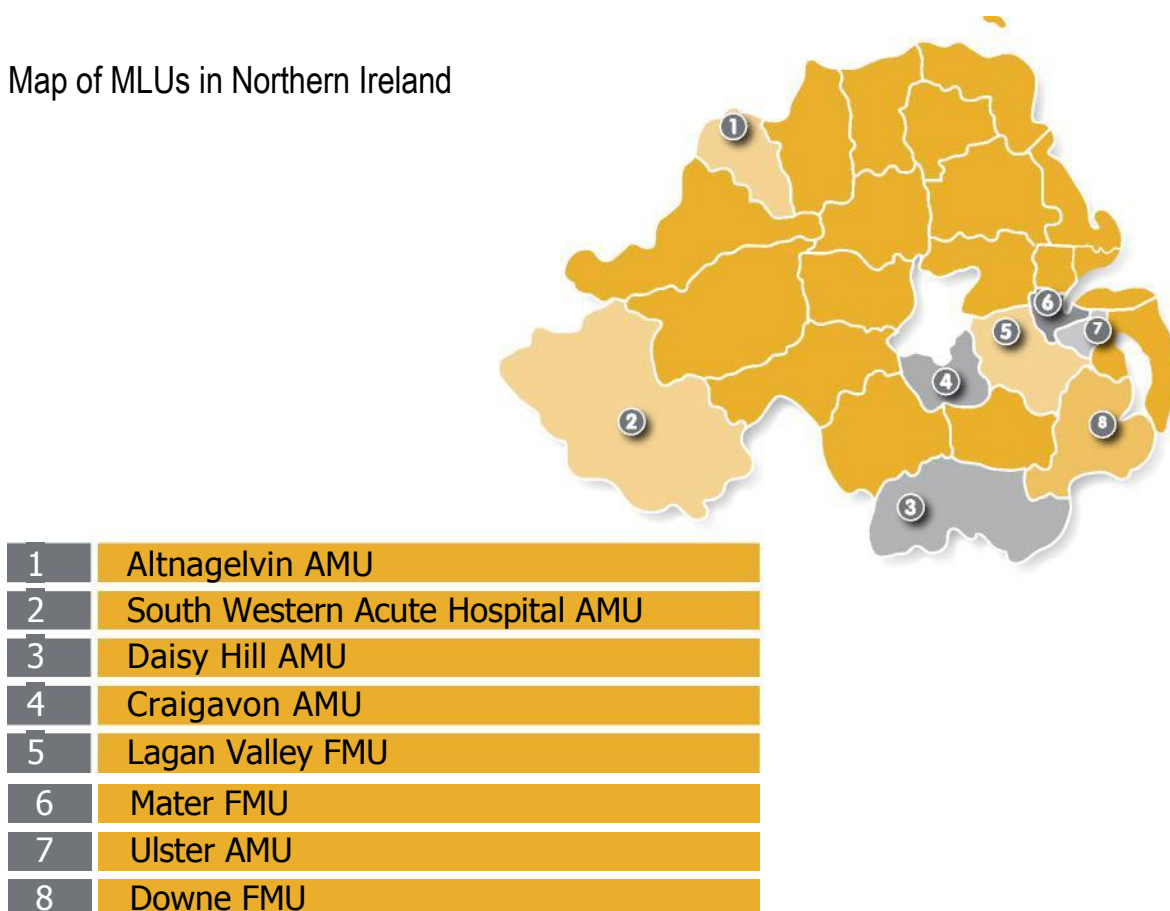 Map of MLUs in Northern Ireland
1
6
5
7
4
2
8
3
1 Altnagelvin AMU
2 South Western Acute Hospital AMU
3 Daisy Hill AMU
4 Craigavon AMU
5 Lagan Valley FMU
6 Mater FMU
7 Ulster AMU
8 Downe FMU